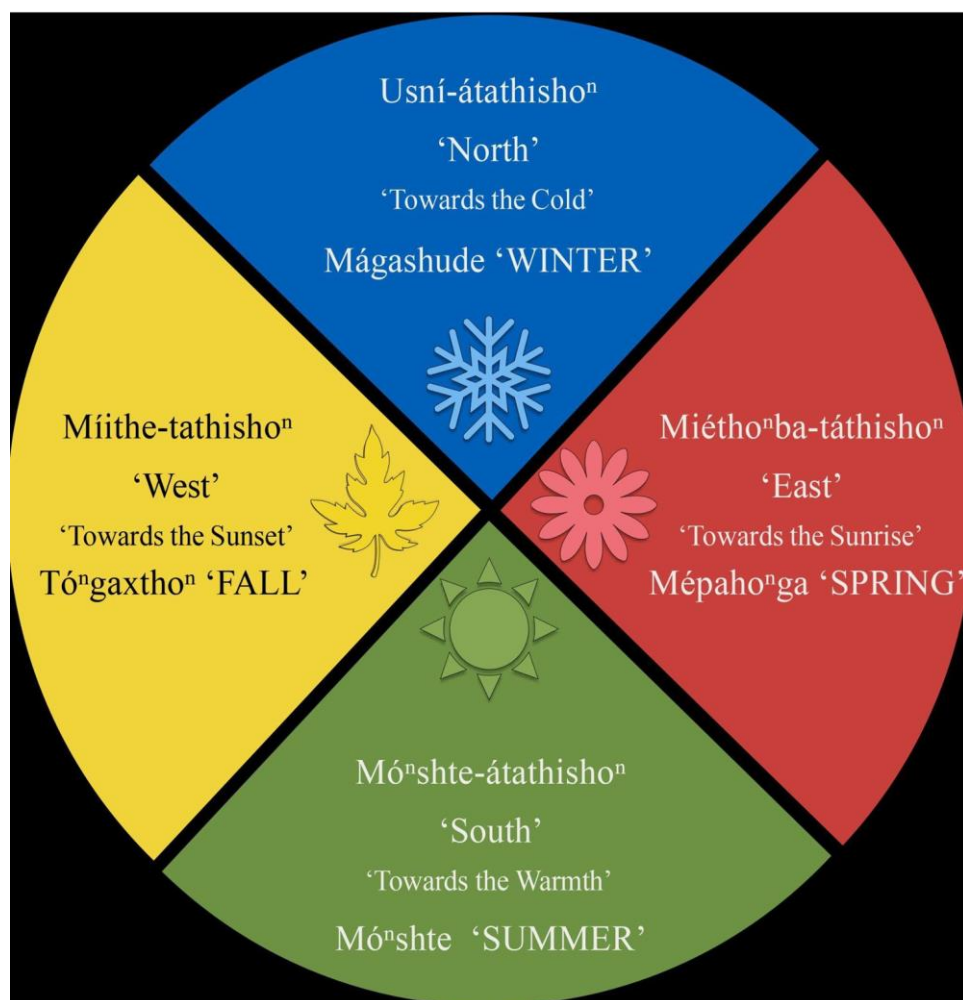 Usní-átathishoⁿ
‘North’
‘Towards the Cold’
Mágashude ‘WINTER’
Míithe-tathishoⁿ
‘West’
‘Towards the Sunset’
Tóⁿgaxthoⁿ ‘FALL’
Miéthoⁿba-táthishoⁿ
‘East’
‘Towards the Sunrise’
Mépahoⁿga ‘SPRING’
Móⁿshte-átathishoⁿ
‘South’
‘Towards the Warmth’
Móⁿshte ‘SUMMER’